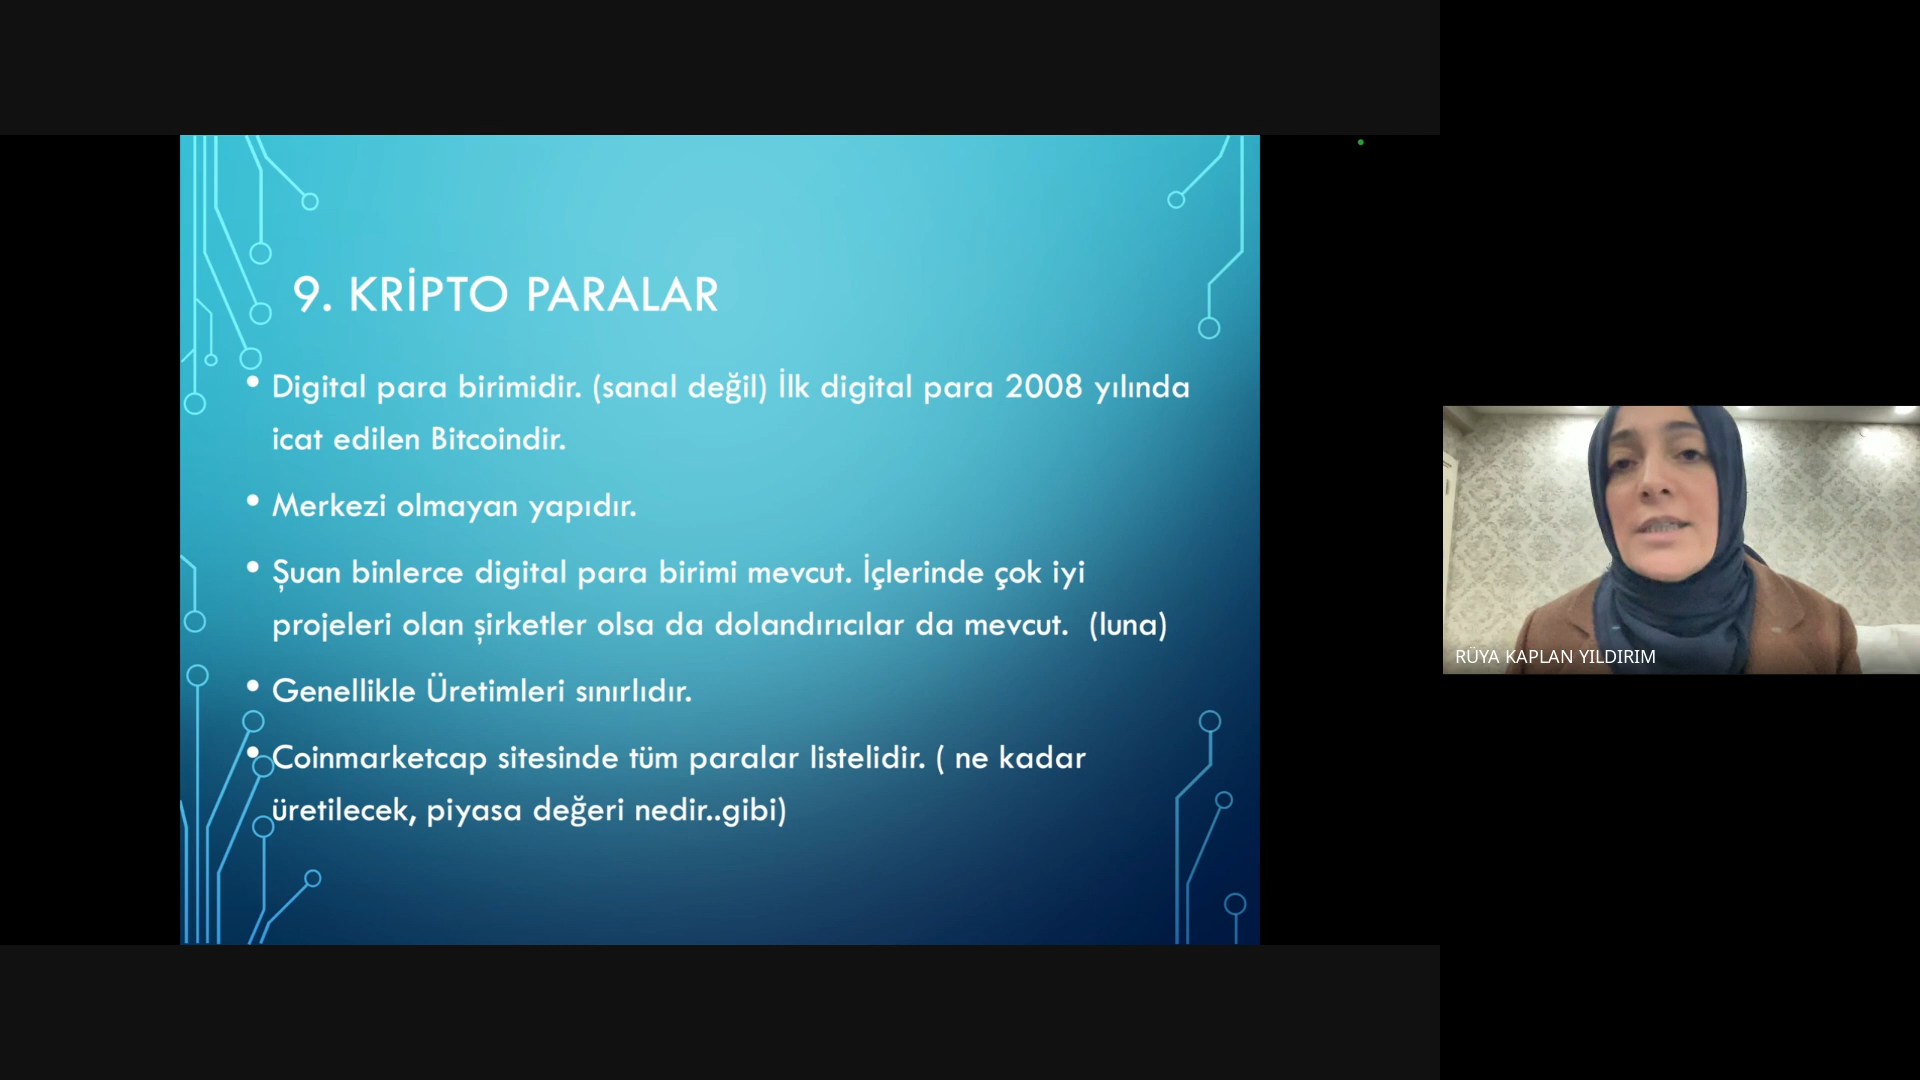 9. KRİPTO PARALAR
• Digital para birimidir. (sanal değil) İlk digital para 2008 yılında
icat edilen Bitcoindir.
• Merkezi olmayan yapıdır.
• Şuan binlerce digital para birimi mevcut. İçlerinde çok iyi
projeleri olan şirketler olsa da dolandırıcılar da mevcut.  (luna)
• Genellikle Üretimleri sınırlıdır.
• Coinmarketcap sitesinde tüm paralar listelidir. ( ne kadar
üretilecek, piyasa değeri nedir..gibi)
RÜYA KAPLAN YILDIRIM